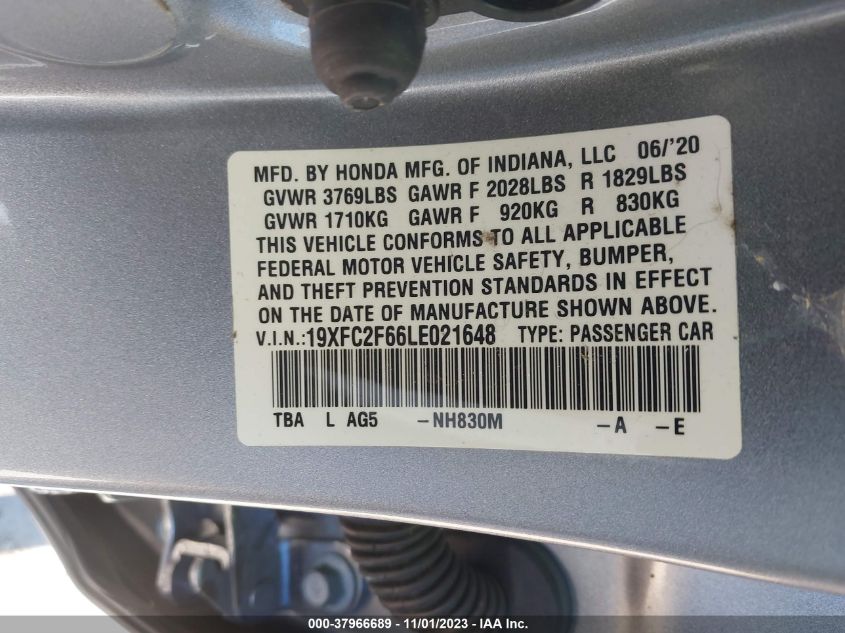 MFD. BY HONDA MFG. OF INDIANA, LLC 06/'20
GVWR 3769LBS GAWR F 2028LBS R 1829LBS
GVWR 1710KG GAWR F 920KG R 830KG
THIS VEHICLE CONFORMS TO ALL APPLICABLE
FEDERAL MOTOR VEHICLE SAFETY, BUMPER,
AND THEFT PREVENTION STANDARDS IN EFFECT
ON THE DATE OF MANUFACTURE SHOWN ABOVE.
V.I.N.:19XFC2F66LE021648 TYPE: PASSENGER CAR
TBA L AG5 -NH830M -A -E
000-37966689 - 11/01/2023 - IAAI.com